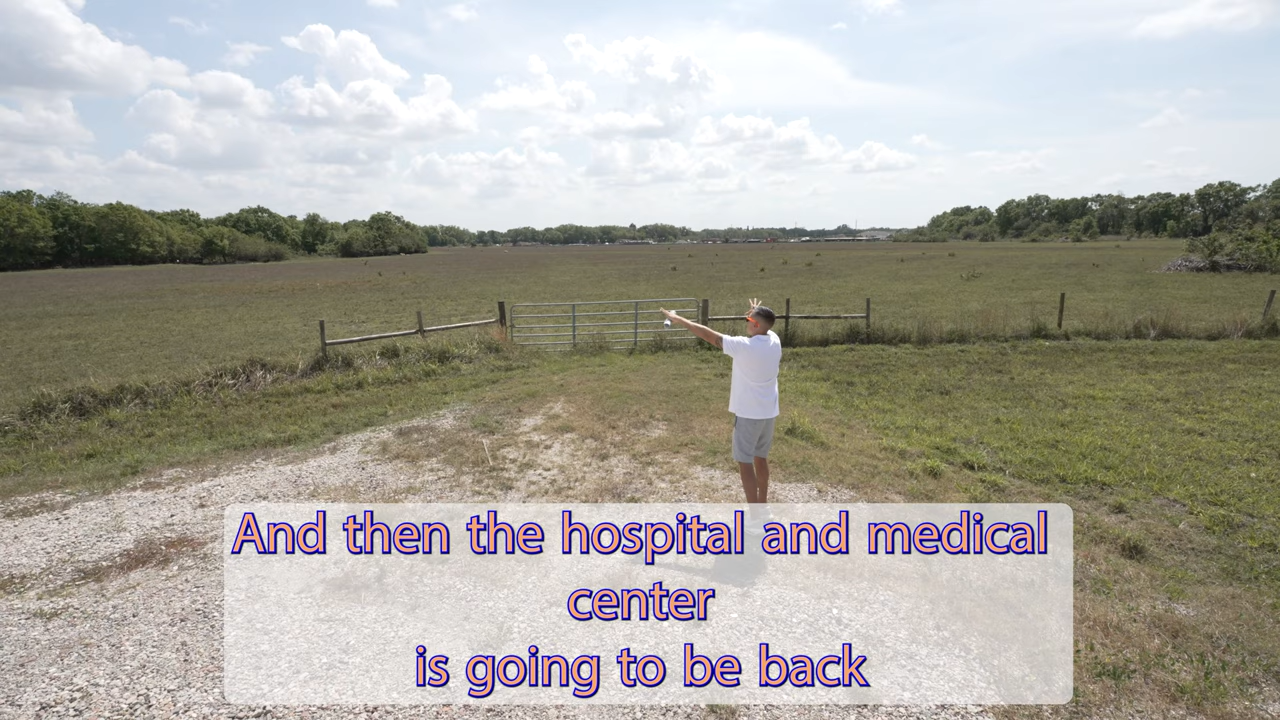 And then the hospital and medical
center
is going to be back